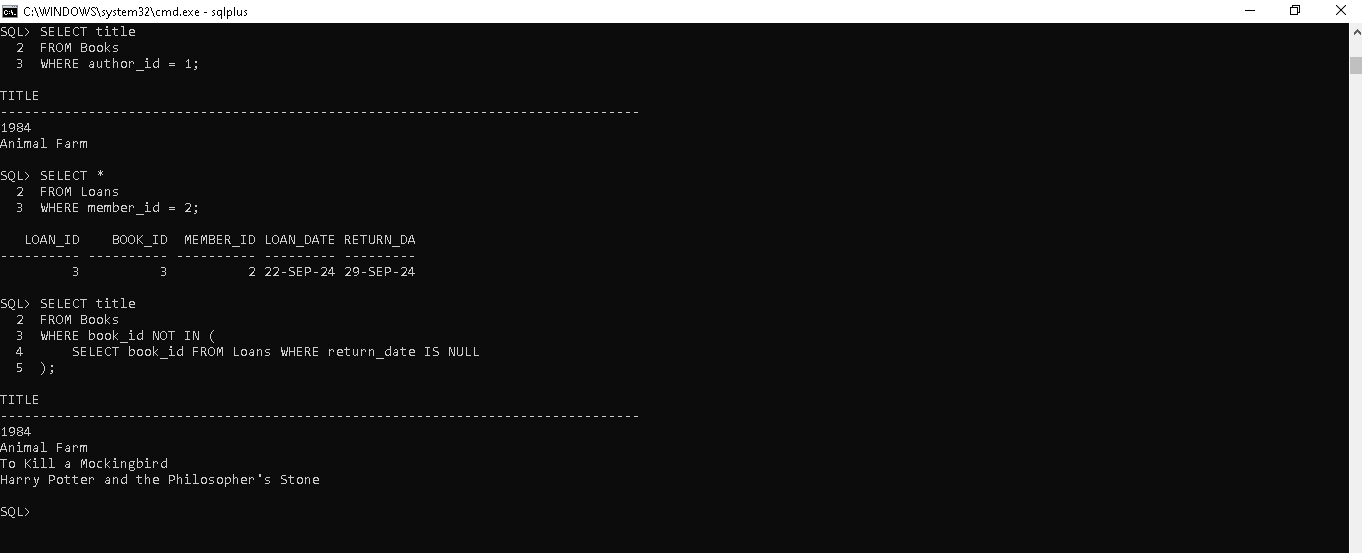 C:\WINDOWS\system32\cmd.exe - sqlplus
SQL> SELECT title
  2  FROM Books
  3  WHERE author_id = 1;
TITLE
--------------------------------------------------------------------------------
1984
Animal Farm
SQL> SELECT *
  2  FROM Loans
  3  WHERE member_id = 2;
   LOAN_ID    BOOK_ID  MEMBER_ID LOAN_DATE RETURN_DA
---------- ---------- ---------- --------- ---------
         3          3          2 22-SEP-24 29-SEP-24
SQL> SELECT title
  2  FROM Books
  3  WHERE book_id NOT IN (
  4      SELECT book_id FROM Loans WHERE return_date IS NULL
  5  );
TITLE
--------------------------------------------------------------------------------
1984
Animal Farm
To Kill a Mockingbird
Harry Potter and the Philosopher's Stone
SQL>